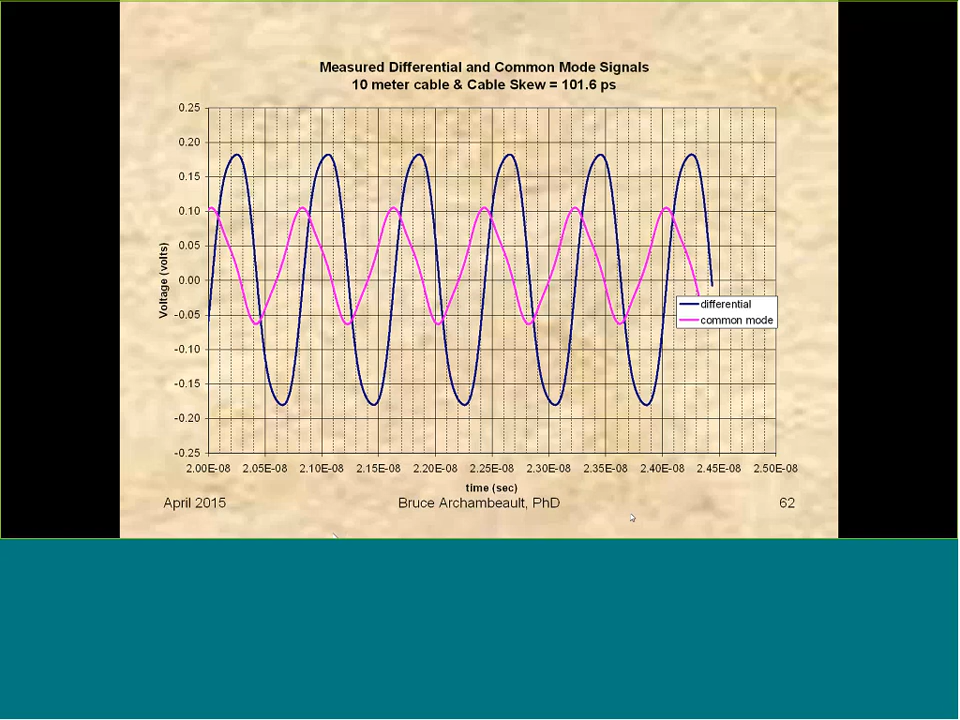 Measured Differential and Common Mode Signals
10 meter cable & Cable Skew = 101.6 ps
0.25
0.20
0.15
0.10
0.05
0.00
-0.05
-0.10
-0.15
-0.20
-0.25
Voltage (volts)
differential
common mode
2.00E-08 2.05E-08 2.10E-08 2.15E-08 2.20E-08 2.25E-08 2.30E-08 2.35E-08 2.40E-08 2.45E-08 2.50E-08
time (sec)
April 2015 Bruce Archambeault, PhD 62